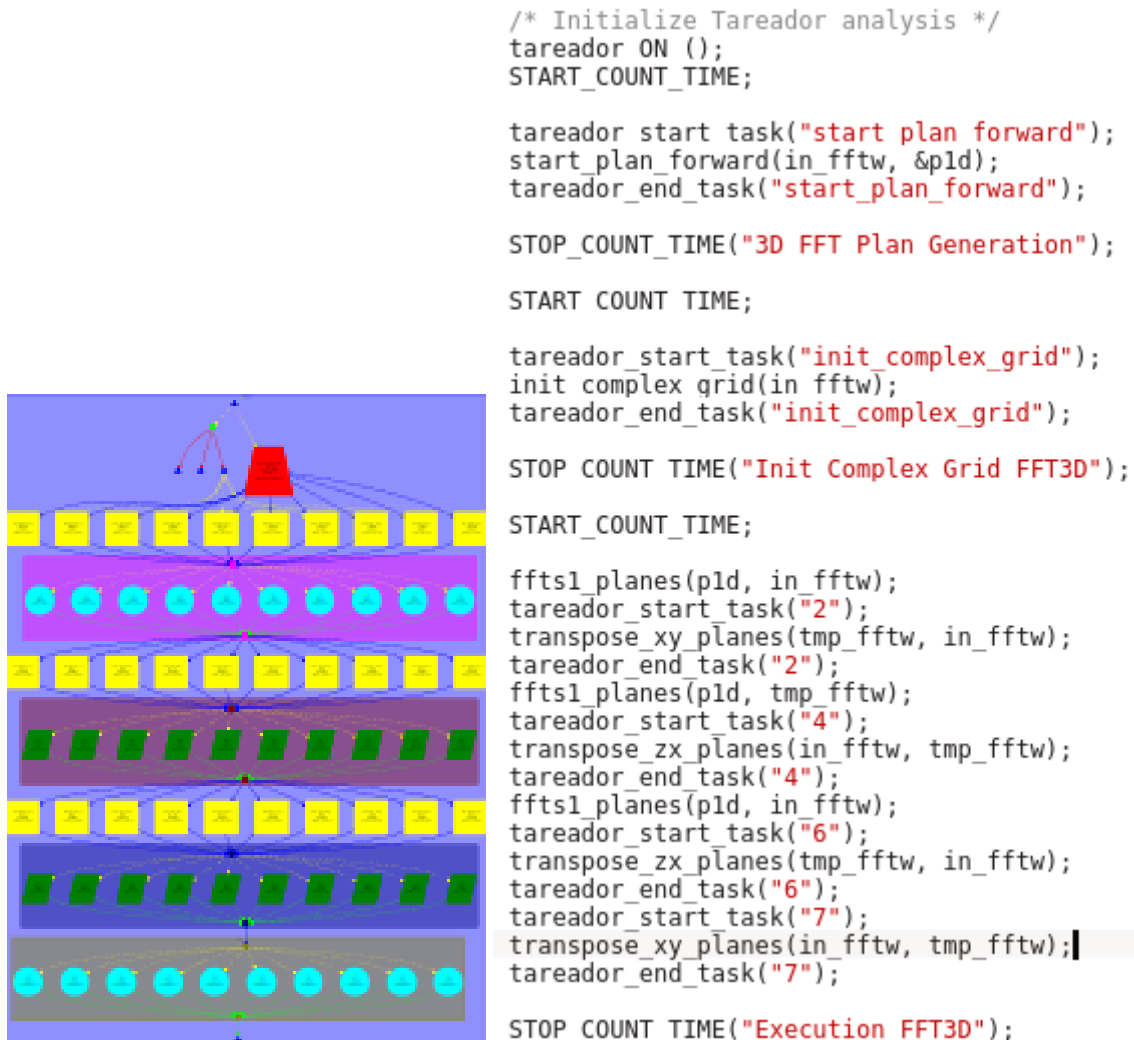 /* Initialize Tareador analysis */
tareador ON ();
START_COUNT_TIME;
tareador start task("start plan forward");
start_plan_forward(in_fftw, &p1d);
tareador_end_task("start_plan_forward");
STOP_COUNT_TIME("3D FFT Plan Generation");
START COUNT TIME;
tareador_start_task("init_complex_grid");
init complex grid(in fftw);
tareador_end_task("init_complex_grid");
STOP COUNT TIME("Init Complex Grid FFT3D");
START_COUNT_TIME;
ffts1_planes(p1d, in_fftw);
tareador_start_task("2");
transpose_xy_planes(tmp_fftw, in_fftw);
tareador_end_task("2");
ffts1_planes(p1d, tmp_fftw);
tareador_start_task("4");
transpose_zx_planes(in_fftw, tmp_fftw);
tareador_end_task("4");
ffts1_planes(p1d, in_fftw);
tareador_start_task("6");
transpose_zx_planes(tmp_fftw, in_fftw);
tareador_end_task("6");
tareador_start_task("7");
transpose_xy_planes(in_fftw, tmp_fftw);
tareador_end_task("7");
STOP COUNT TIME("Execution FFT3D");